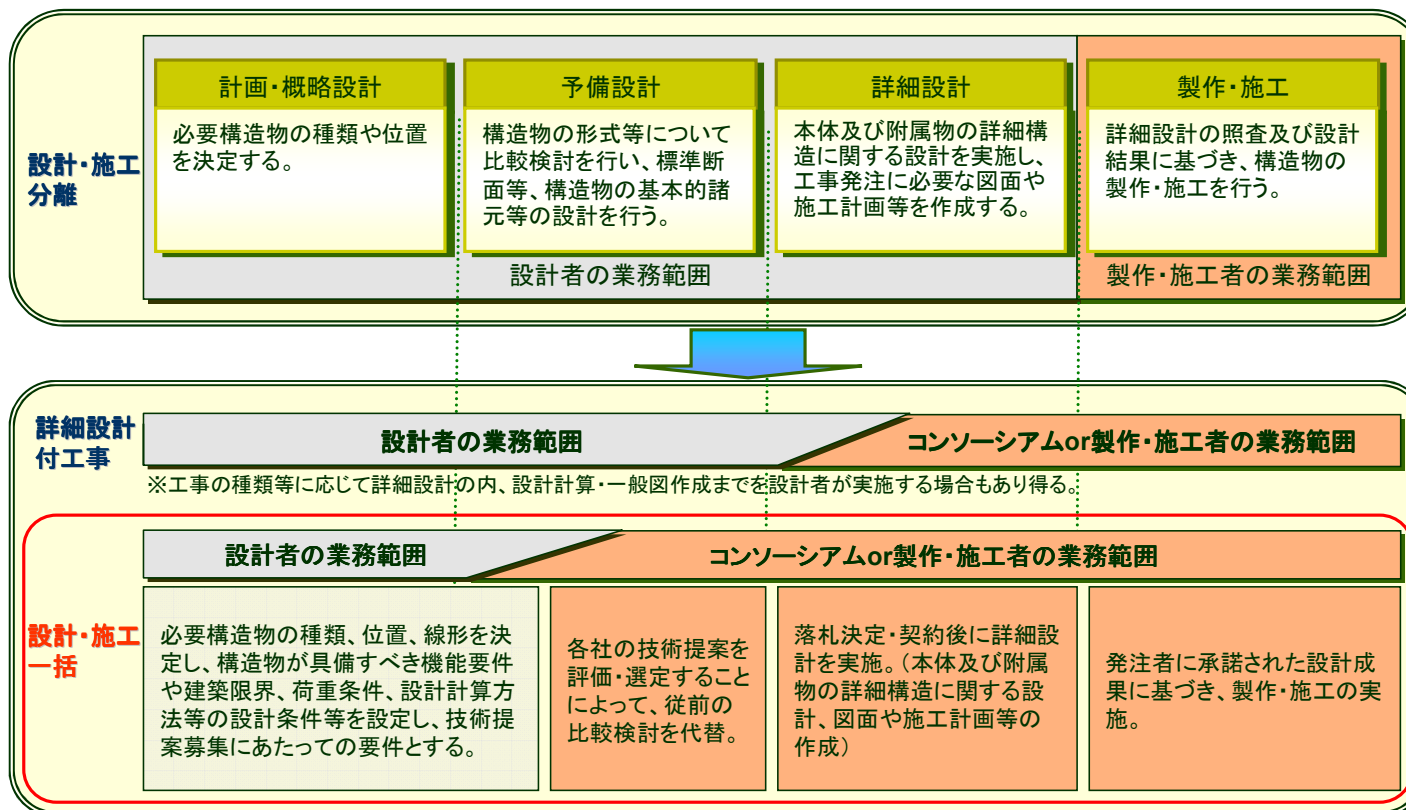 設計・施工
分離
計画・概略設計
必要構造物の種類や位置
を決定する。
予備設計
構造物の形式等について
比較検討を行い、標準断
面等、構造物の基本的諸
元等の設計を行う。
詳細設計
本体及び附属物の詳細構
造に関する設計を実施し、
工事発注に必要な図面や
施工計画等を作成する。
製作・施工
詳細設計の照査及び設計
結果に基づき、構造物の
製作・施工を行う。
設計者の業務範囲
製作・施工者の業務範囲
詳細設計
付工事
設計者の業務範囲
コンソーシアムor製作・施工者の業務範囲
※工事の種類等に応じて詳細設計の内、設計計算・一般図作成までを設計者が実施する場合もあり得る。
設計・施工
一括
設計者の業務範囲
コンソーシアムor製作・施工者の業務範囲
必要構造物の種類、位置、線形を決
定し、構造物が具備すべき機能要件
や建築限界、荷重条件、設計計算方
法等の設計条件等を設定し、技術提
案募集にあたっての要件とする。
各社の技術提案を
評価・選定すること
によって、従前の
比較検討を代替。
落札決定・契約後に詳細設
計を実施。（本体及び附属
物の詳細構造に関する設
計、図面や施工計画等の
作成）
発注者に承諾された設計成
果に基づき、製作・施工の実
施。